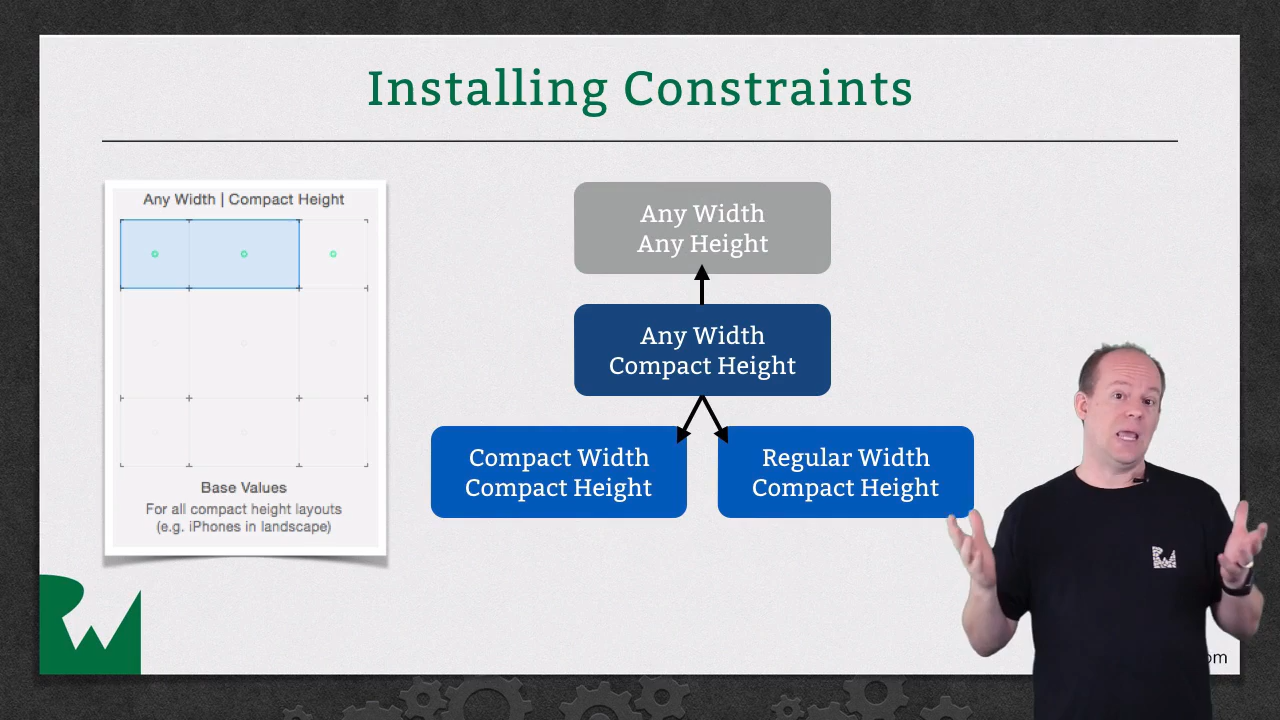 Installing Constraints
Any Width | Compact Height
Base Values
For all compact height layouts
(e.g. iPhones in landscape)
Any Width
Any Height
Any Width
Compact Height
Compact Width
Compact Height
Regular Width
Compact Height